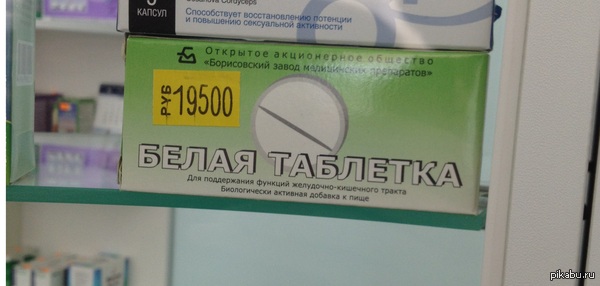 КАПСУЛ
Способствует восстановлению потенции
и повышению сексуальной активности
Открытое акционерное общество
«Борисовский завод медицинских препаратов»
РУБ 19500
БЕЛАЯ ТАБЛЕТКА
Для поддержания функций желудочно-кишечного тракта
Биологически активная добавка к пище
pikabu.ru